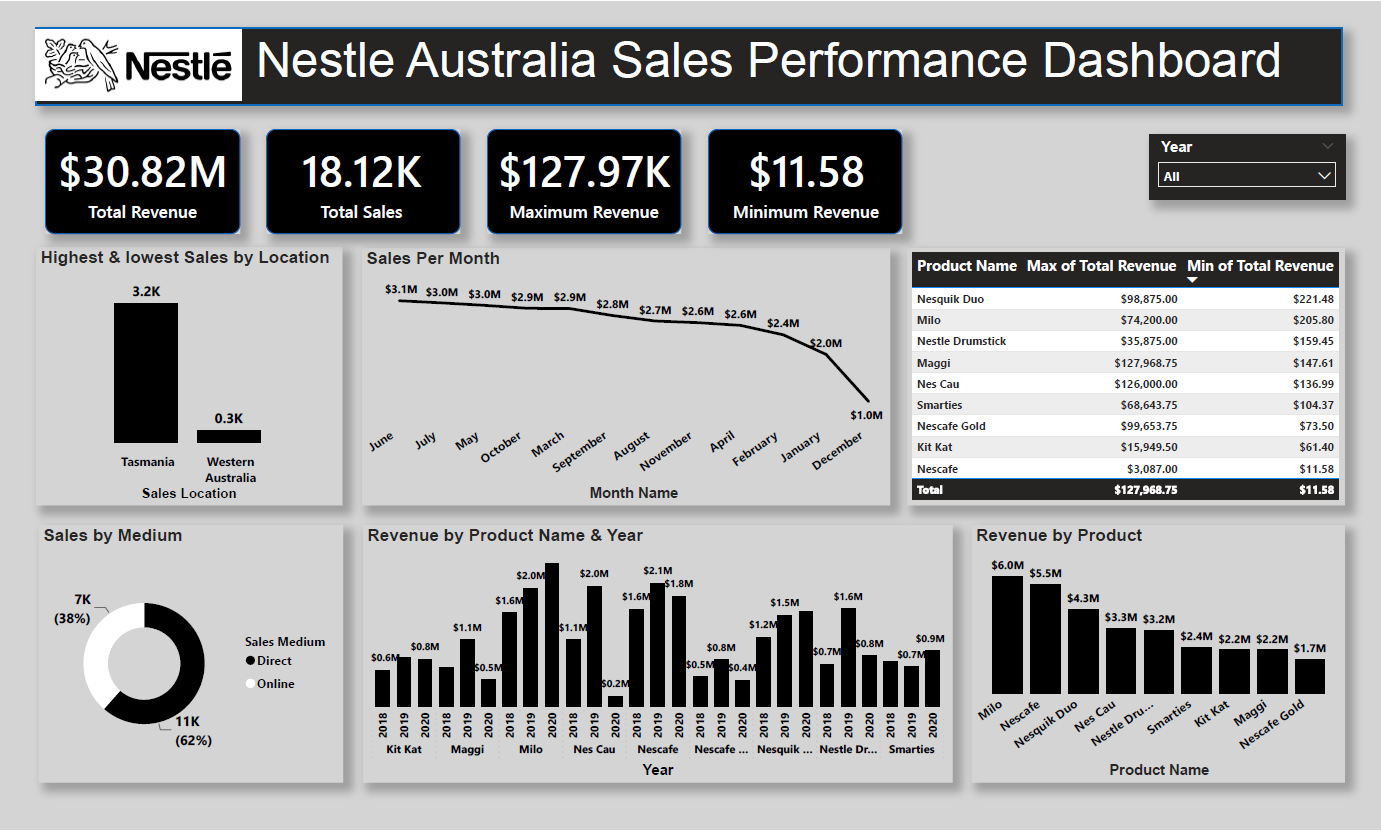 Nestlé
Nestle Australia Sales Performance Dashboard
$30.82M
Total Revenue
18.12K
Total Sales
$127.97K
Maximum Revenue
$11.58
Minimum Revenue
Year
All
Highest & lowest Sales by Location
3.2K
0.3K
Tasmania
Western
Australia
Sales Location
Sales Per Month
$3.1M $3.0M $3.0M $2.9M $2.9M $2.8M $2.7M $2.6M $2.6M $2.4M $2.0M $1.0M
June July May October March September August November April February January December
Month Name
Product Name Max of Total Revenue Min of Total Revenue
Nesquik Duo $98,875.00 $221.48
Milo $74,200.00 $205.80
Nestle Drumstick $35,875.00 $159.45
Maggi $127,968.75 $147.61
Nes Cau $126,000.00 $136.99
Smarties $68,643.75 $104.37
Nescafe Gold $99,653.75 $73.50
Kit Kat $15,949.50 $61.40
Nescafe $3,087.00 $11.58
Total $127,968.75 $11.58
Sales by Medium
7K
(38%)
11K
(62%)
Sales Medium
Direct
Online
Revenue by Product Name & Year
$0.6M $0.8M $1.1M $0.5M $1.6M $2.0M $1.1M $2.0M $0.2M $1.6M $2.1M $1.8M $0.5M $0.8M $0.4M $1.2M $1.5M $0.7M $1.6M $0.8M $0.7M $0.9M
2018 2019 2020 2018 2019 2020 2018 2019 2020 2018 2019 2020 2018 2019 2020 2018 2019 2020 2018 2019 2020 2018 2019 2020 2018 2019 2020
Kit Kat Maggi Milo Nes Cau Nescafe Nescafe ... Nesquik ... Nestle Dr... Smarties
Year
Revenue by Product
$6.0M $5.5M $4.3M $3.3M $3.2M $2.4M $2.2M $2.2M $1.7M
Milo Nescafe Nesquik Duo Nes Cau Nestle Dru... Smarties Kit Kat Maggi Nescafe Gold
Product Name